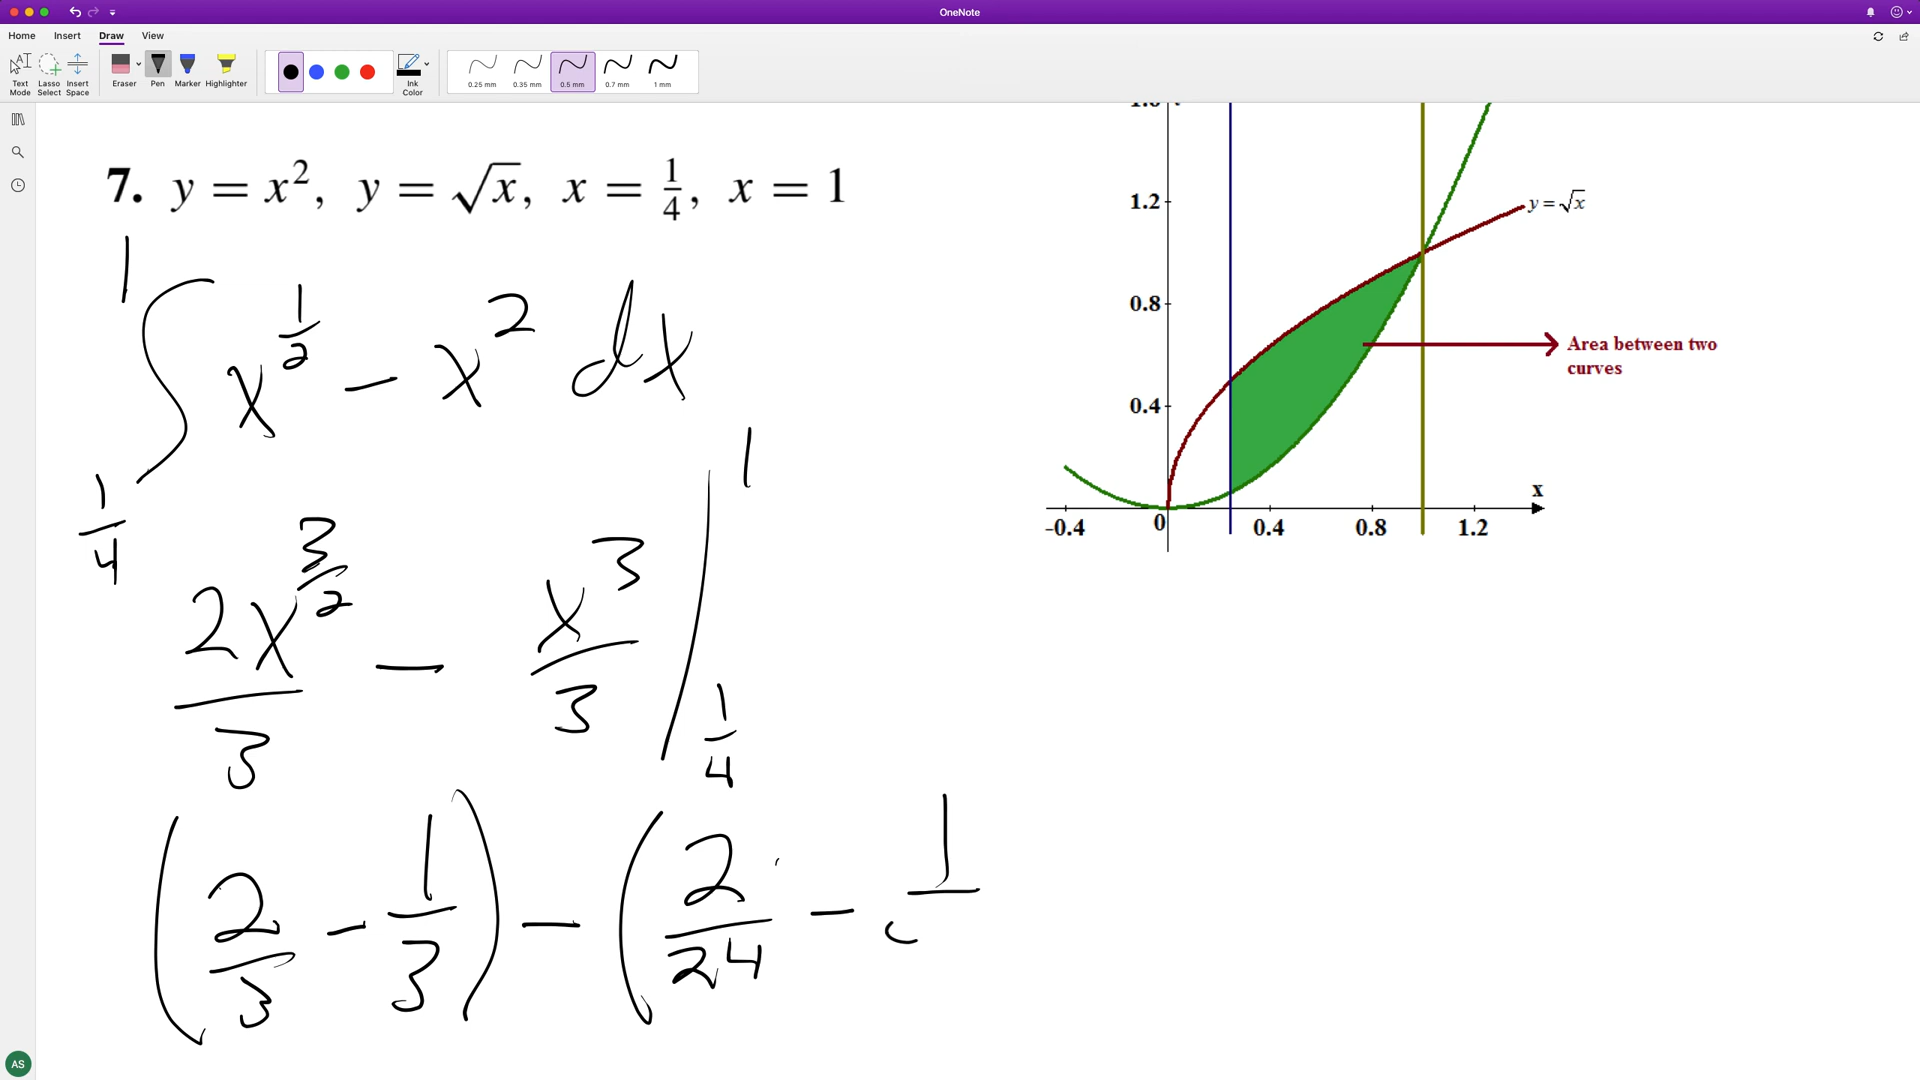 OneNote
Home Insert Draw View
Text Mode Lasso Select Insert Space Eraser Pen Marker Highlighter Ink Color 0.25 mm 0.35 mm 0.5 mm 0.7 mm 1 mm
7. y = x², y = √x, x = 1/4, x = 1
1
∫ x^(1/2) − x² dx
1/4
2x^(3/2)/3 − x³/3 | 1
1/4
(2/3 − 1/3) − (2/24 − 1/
1.2
y = √x
0.8
Area between two
curves
0.4
x
-0.4 0 0.4 0.8 1.2
AS